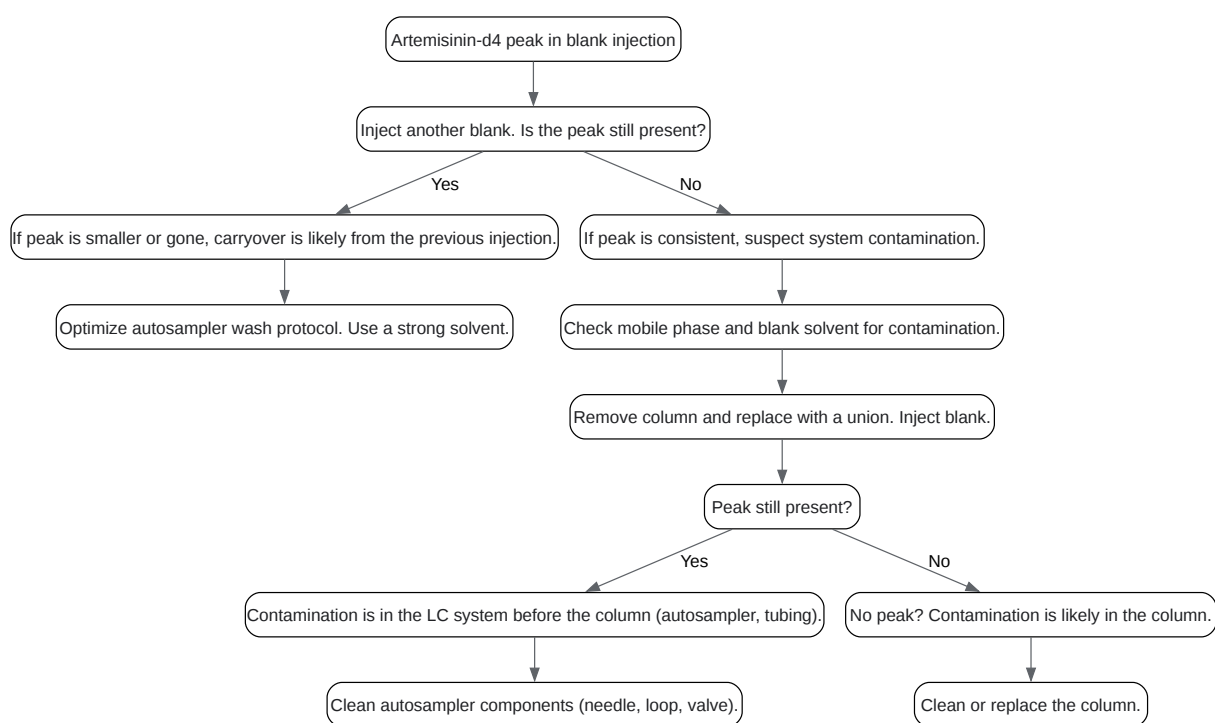 Artemisinin-d4 peak in blank injection
Inject another blank. Is the peak still present?
Yes
No
If peak is smaller or gone, carryover is likely from the previous injection.
If peak is consistent, suspect system contamination.
Optimize autosampler wash protocol. Use a strong solvent.
Check mobile phase and blank solvent for contamination.
Remove column and replace with a union. Inject blank.
Peak still present?
Yes
No
Contamination is in the LC system before the column (autosampler, tubing).
No peak? Contamination is likely in the column.
Clean autosampler components (needle, loop, valve).
Clean or replace the column.